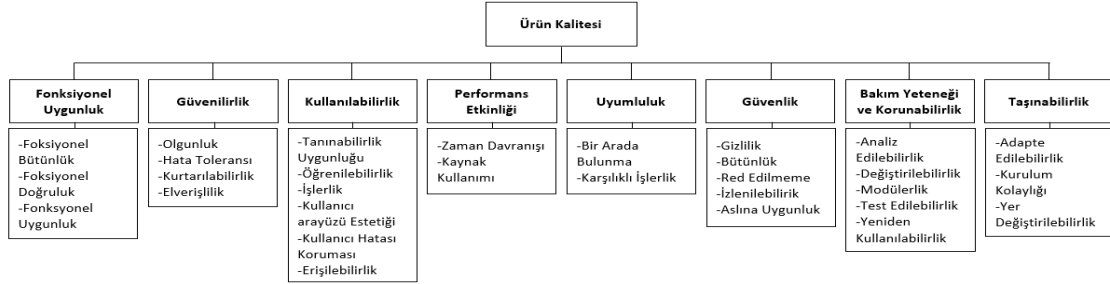 Ürün Kalitesi
Fonksiyonel
Uygunluk
-Foksiyonel
Bütünlük
-Foksiyonel
Doğruluk
-Fonksyonel
Uygunluk
Güvenilirlik
-Olgunluk
-Hata Toleransı
-Kurtarılabilirlik
-Elverişlilik
Kullanılabilirlik
-Tanınabilirlik
Uygunluğu
-Öğrenilebilirlik
-İşlerlik
-Kullanıcı
arayüzü Estetiği
-Kullanıcı Hatası
Koruması
-Erişilebilirlik
Performans
Etkinliği
-Zaman Davranışı
-Kaynak
Kullanımı
Uyumluluk
-Bir Arada
Bulunma
-Karşılıklı İşlerlik
Güvenlik
-Gizlilik
-Bütünlük
-Red Edilmeme
-İzlenilebilirik
-Aslına Uygunluk
Bakım Yeteneği
ve Korunabilirlik
-Analiz
Edilebilirlik
-Değiştirilebilirlik
-Modülerlik
-Test Edilebilirlik
-Yeniden
Kullanılabilirlik
Taşınabilirlik
-Adapte
Edilebilirlik
-Kurulum
Kolaylığı
-Yer
Değiştirilebilirlik